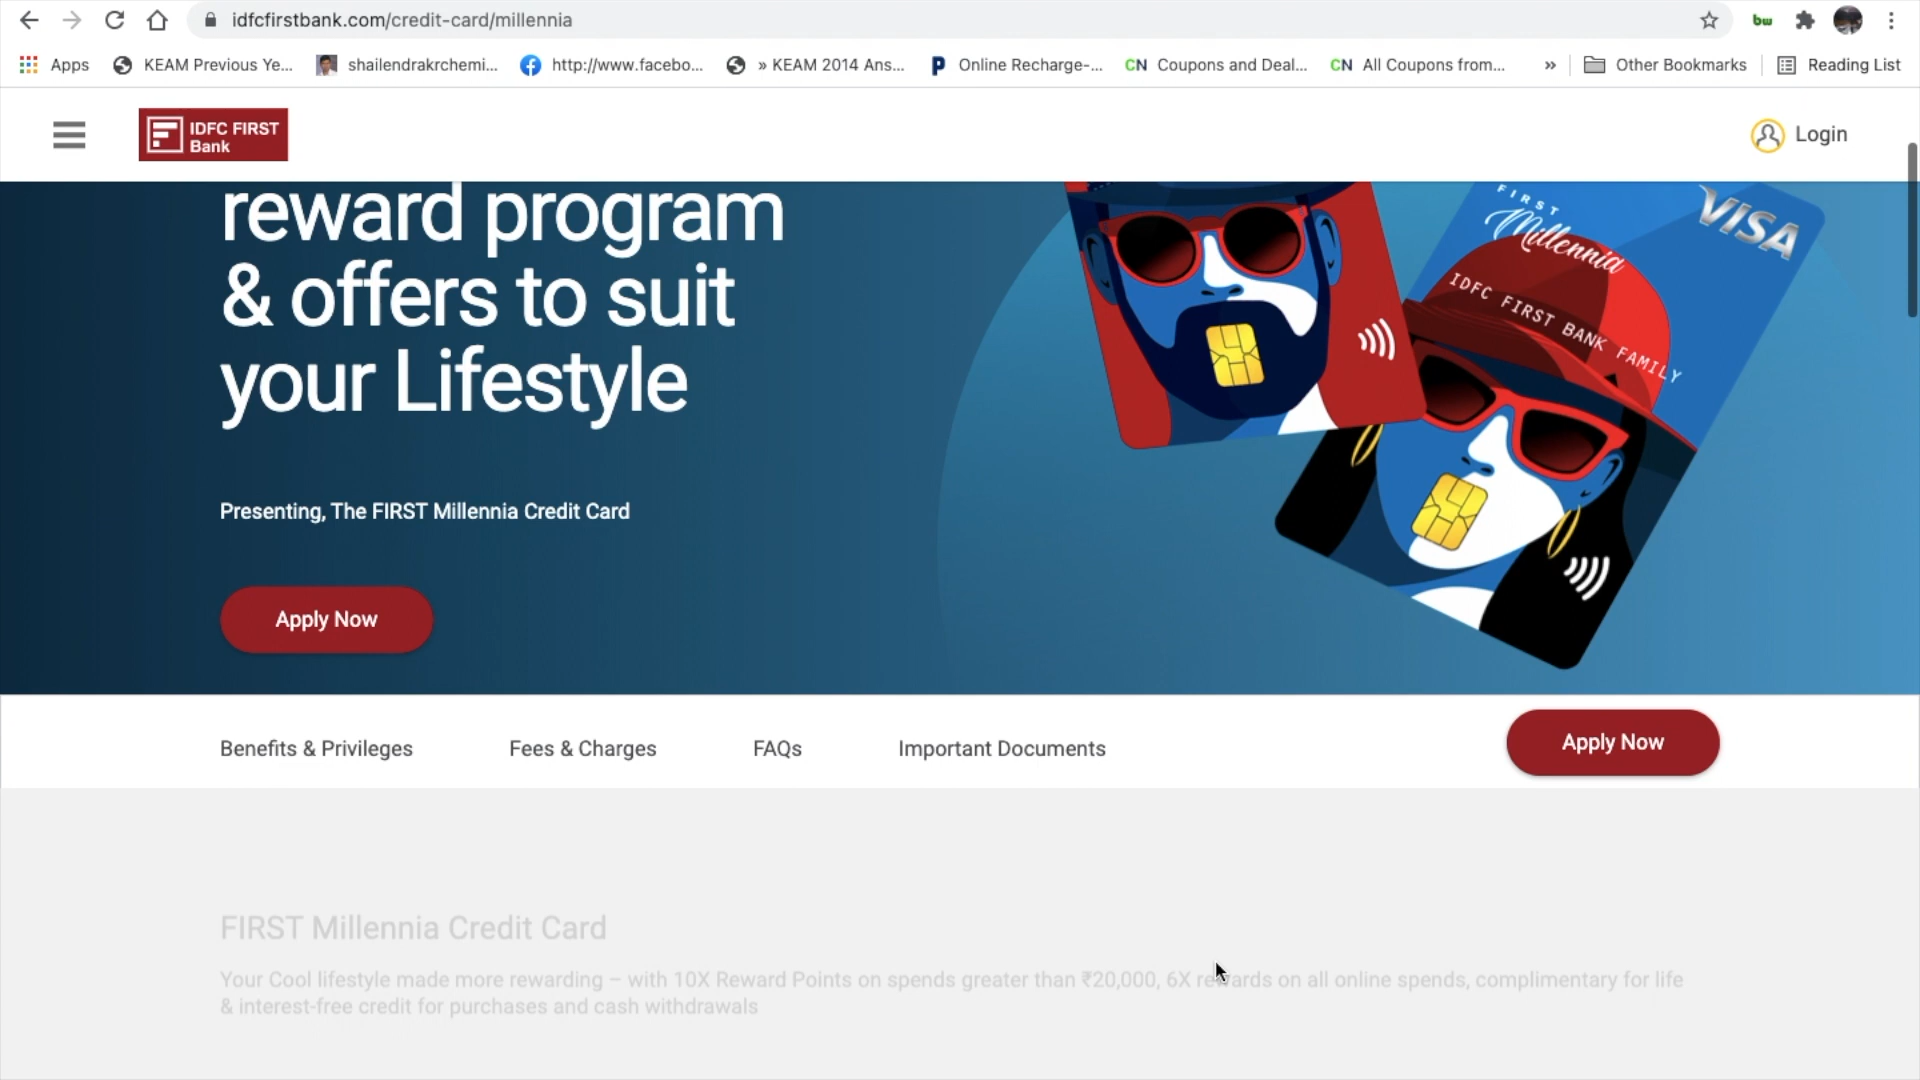 idfcfirstbank.com/credit-card/millennia
bw
Apps
KEAM Previous Ye...
shailendrakrchemi...
http://www.facebo...
» KEAM 2014 Ans...
Online Recharge-...
CN Coupons and Deal...
CN All Coupons from...
»
Other Bookmarks
Reading List
IDFC FIRST
Bank
Login
reward program
& offers to suit
your Lifestyle
FIRST
Millennia
VISA
IDFC FIRST BANK FAMILY
Presenting, The FIRST Millennia Credit Card
Apply Now
Benefits & Privileges
Fees & Charges
FAQs
Important Documents
Apply Now
FIRST Millennia Credit Card
Your Cool lifestyle made more rewarding – with 10X Reward Points on spends greater than ₹20,000, 6X rewards on all online spends, complimentary for life
& interest-free credit for purchases and cash withdrawals